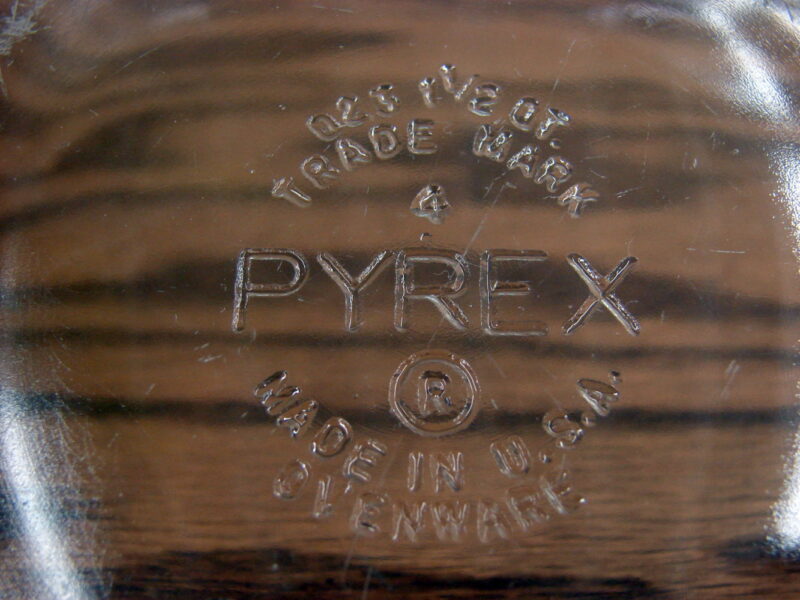 023 1 1/2 QT.
TRADE MARK
4
PYREX
®
MADE IN U.S.A.
OVENWARE